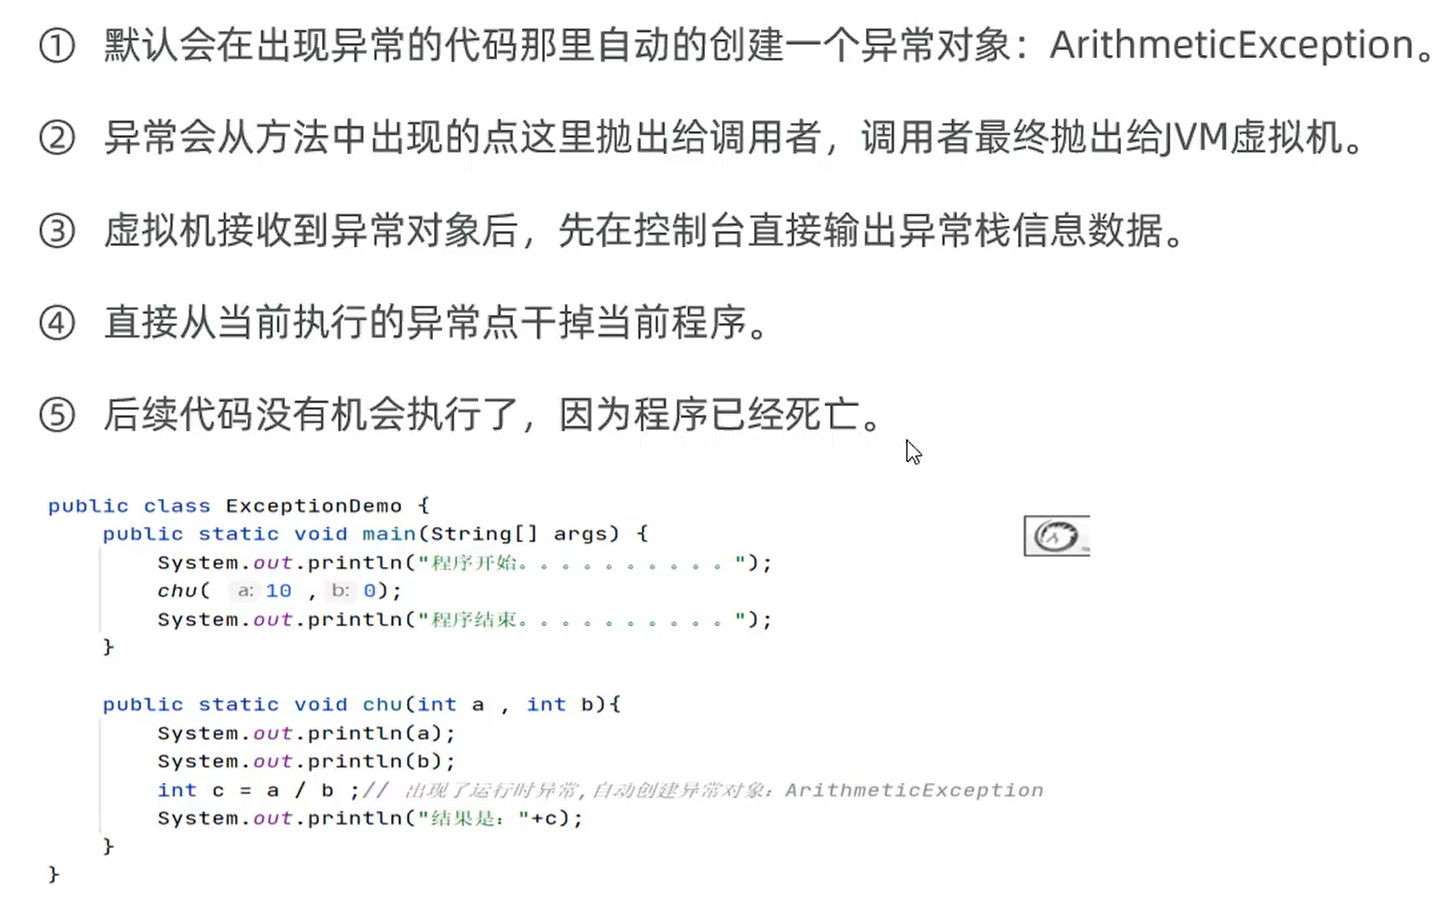 ① 默认会在出现异常的代码那里自动的创建一个异常对象：ArithmeticException。
② 异常会从方法中出现的点这里抛出给调用者，调用者最终抛出给JVM虚拟机。
③ 虚拟机接收到异常对象后，先在控制台直接输出异常栈信息数据。
④ 直接从当前执行的异常点干掉当前程序。
⑤ 后续代码没有机会执行了，因为程序已经死亡。
public class ExceptionDemo {
    public static void main(String[] args) {
        System.out.println("程序开始。。。。。。。。。。");
        chu( a: 10 , b: 0);
        System.out.println("程序结束。。。。。。。。。。");
    }
    public static void chu(int a , int b){
        System.out.println(a);
        System.out.println(b);
        int c = a / b ;// 出现了运行时异常,自动创建异常对象：ArithmeticException
        System.out.println("结果是："+c);
    }
}